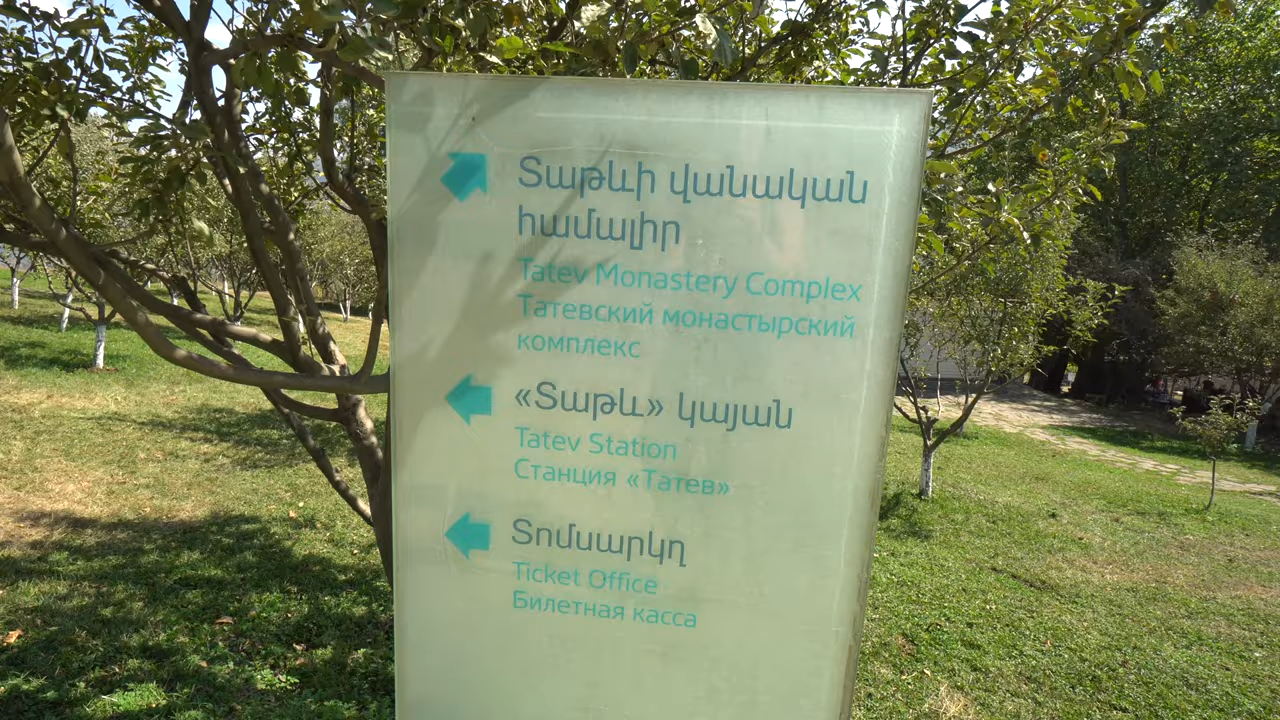 Տաթևի վանական
համալիր
Tatev Monastery Complex
Татевский монастырский
комплекс
«Տաթև» կայան
Tatev Station
Станция «Татев»
Տոմսարկղ
Ticket Office
Билетная касса